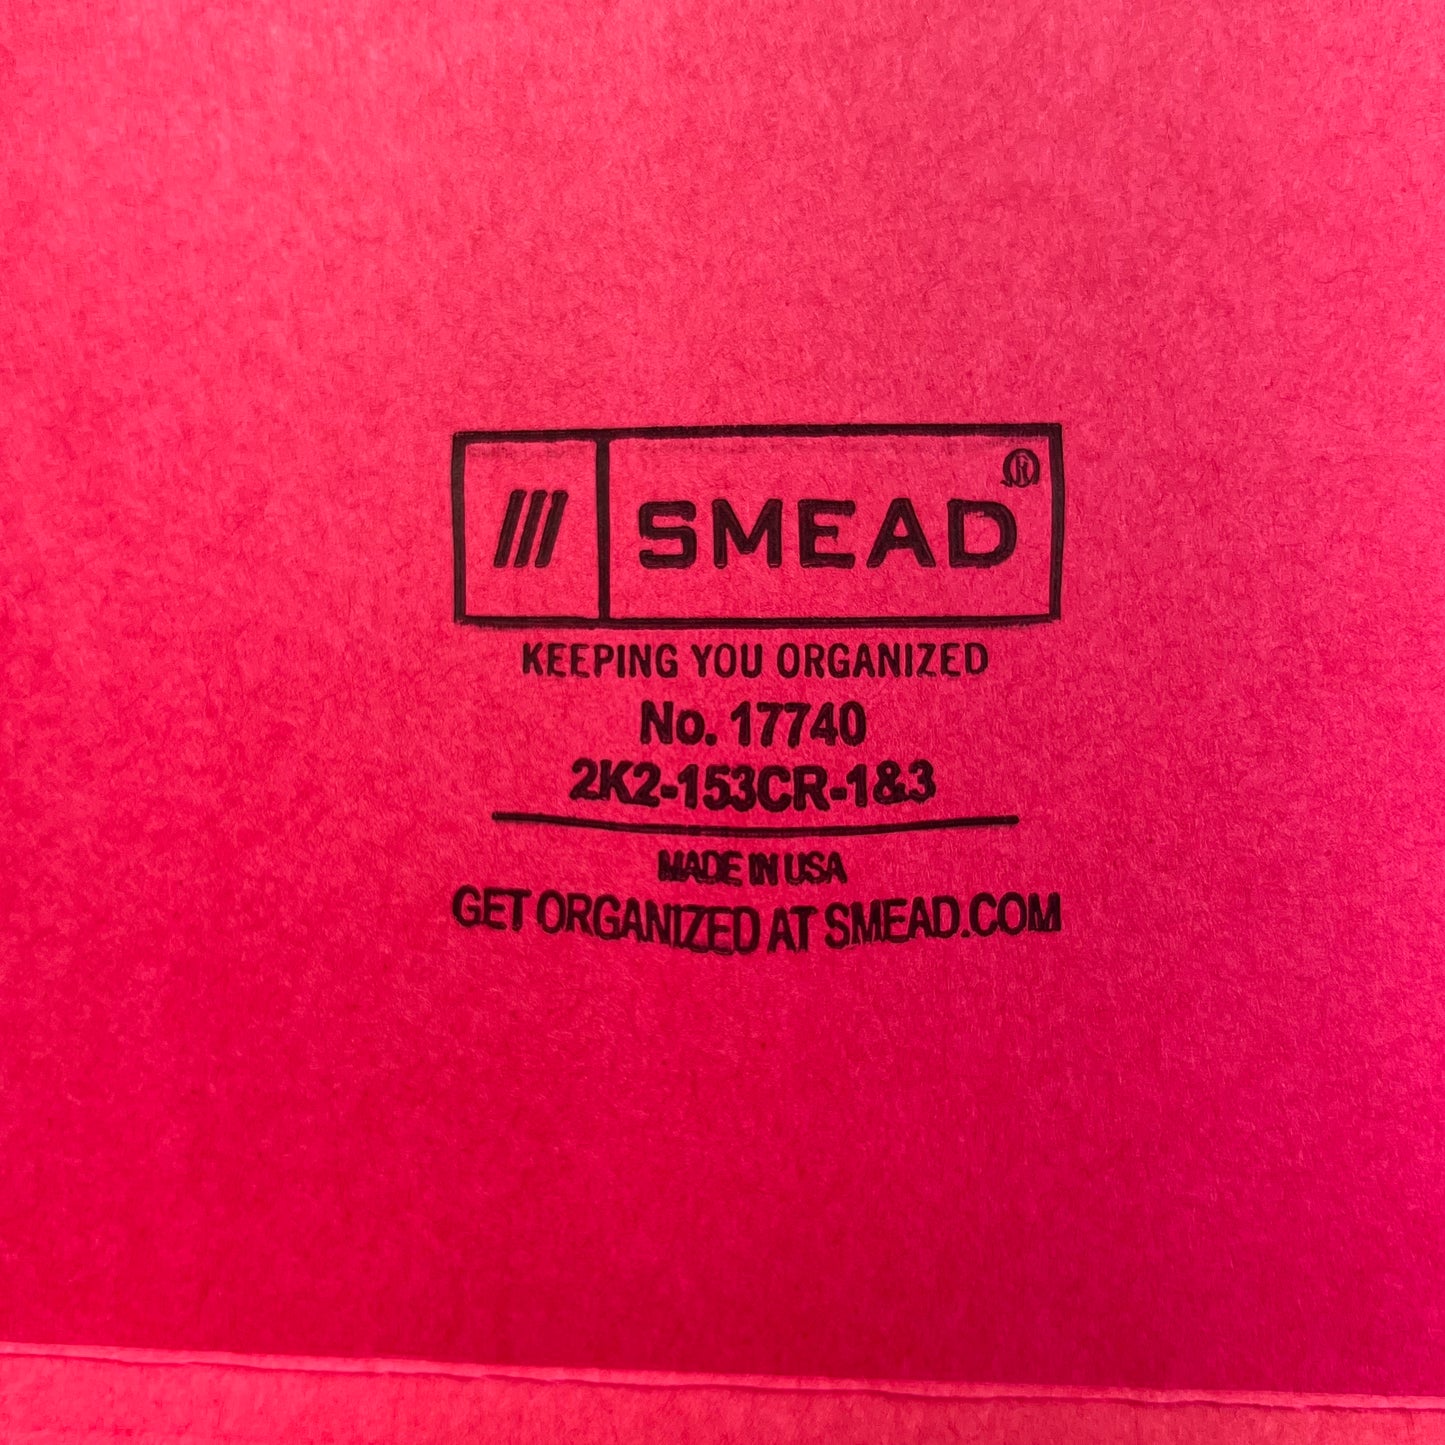 /// SMEAD®
KEEPING YOU ORGANIZED
No. 17740
2K2-153CR-1&3
MADE IN USA
GET ORGANIZED AT SMEAD.COM